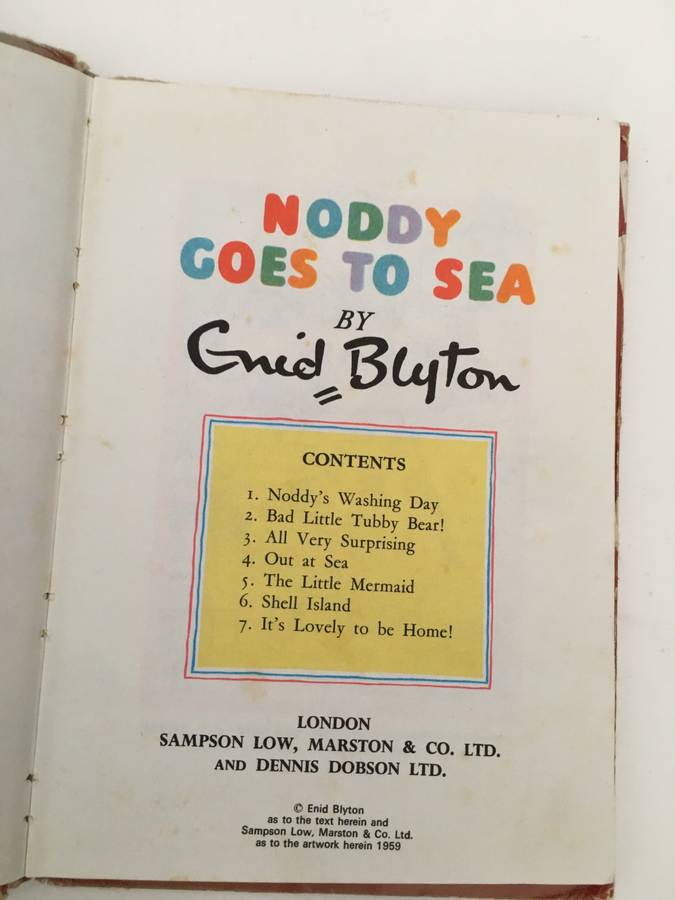 NODDY
GOES TO SEA
BY
Enid Blyton
CONTENTS
1. Noddy's Washing Day
2. Bad Little Tubby Bear!
3. All Very Surprising
4. Out at Sea
5. The Little Mermaid
6. Shell Island
7. It's Lovely to be Home!
LONDON
SAMPSON LOW, MARSTON & CO. LTD.
AND DENNIS DOBSON LTD.
© Enid Blyton
as to the text herein and
Sampson Low, Marston & Co. Ltd.
as to the artwork herein 1959